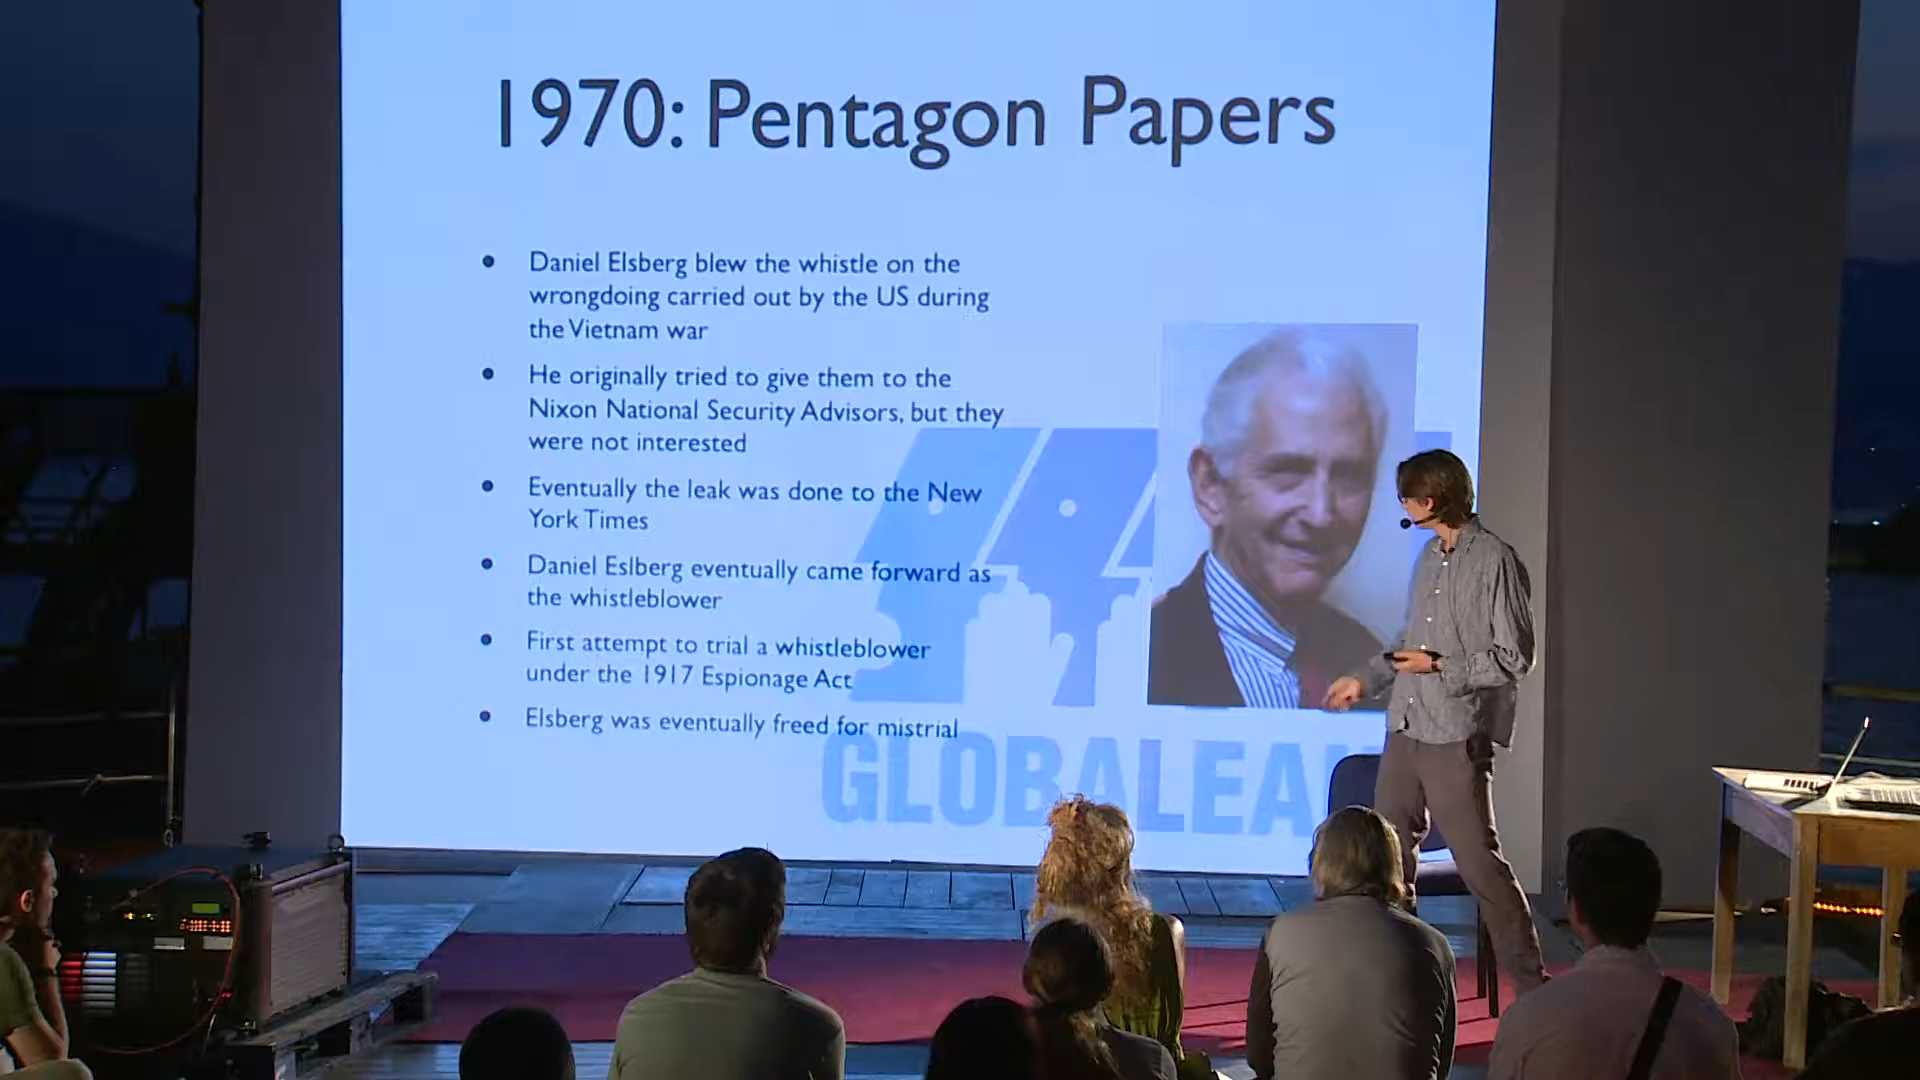 1970: Pentagon Papers
• Daniel Elsberg blew the whistle on the
wrongdoing carried out by the US during
the Vietnam war
• He originally tried to give them to the
Nixon National Security Advisors, but they
were not interested
• Eventually the leak was done to the New
York Times
• Daniel Eslberg eventually came forward as
the whistleblower
• First attempt to trial a whistleblower
under the 1917 Espionage Act
• Elsberg was eventually freed for mistrial
GLOBALEA